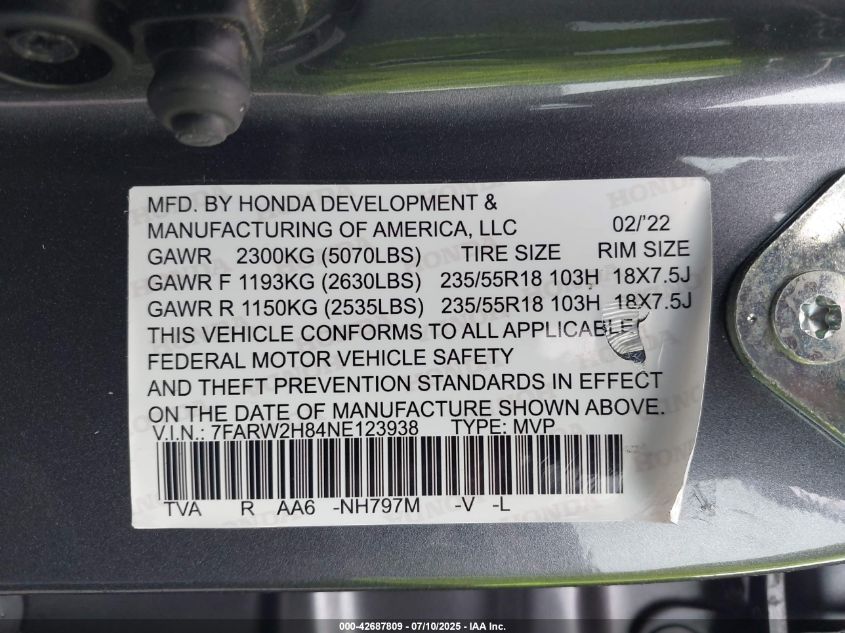 MFD. BY HONDA DEVELOPMENT &
MANUFACTURING OF AMERICA, LLC 02/'22
GAWR 2300KG (5070LBS) TIRE SIZE RIM SIZE
GAWR F 1193KG (2630LBS) 235/55R18 103H 18X7.5J
GAWR R 1150KG (2535LBS) 235/55R18 103H 18X7.5J
THIS VEHICLE CONFORMS TO ALL APPLICABLE
FEDERAL MOTOR VEHICLE SAFETY
AND THEFT PREVENTION STANDARDS IN EFFECT
ON THE DATE OF MANUFACTURE SHOWN ABOVE.
V.I.N.: 7FARW2H84NE123938 TYPE: MVP
TVA R AA6 -NH797M -V -L
000-42687809 - 07/10/2025 - IAA Inc.